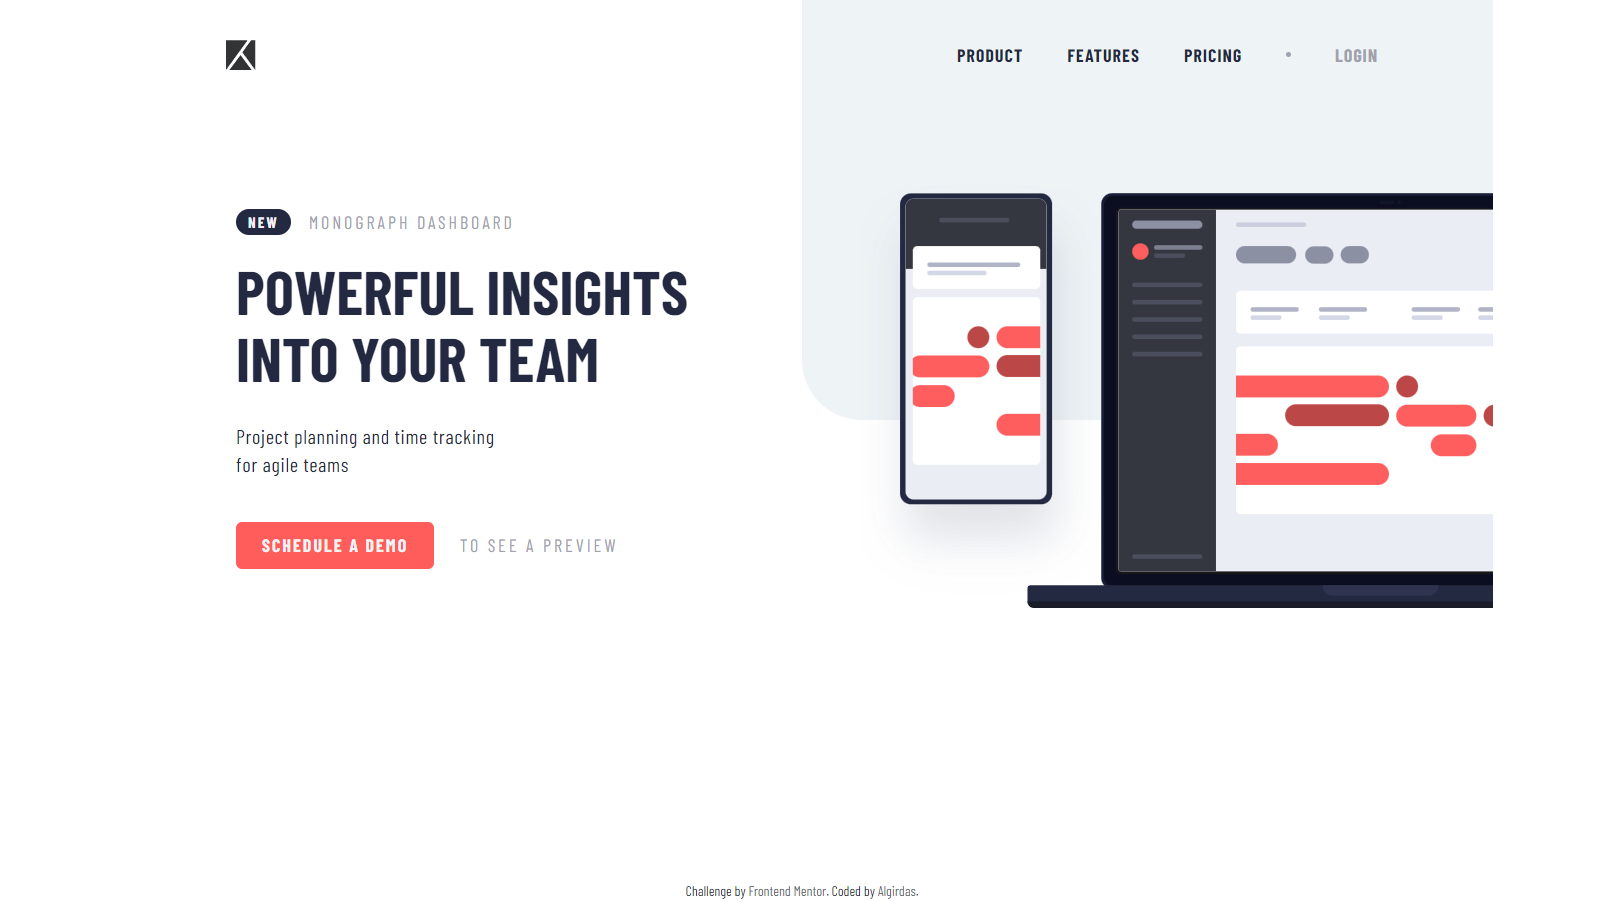 PRODUCT FEATURES PRICING • LOGIN
NEW MONOGRAPH DASHBOARD
POWERFUL INSIGHTS
INTO YOUR TEAM
Project planning and time tracking
for agile teams
SCHEDULE A DEMO TO SEE A PREVIEW
Challenge by Frontend Mentor. Coded by Algirdas.